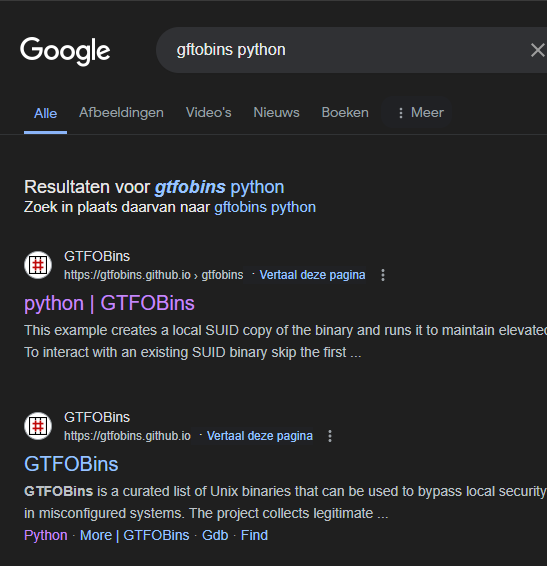 Google
gftobins python
Alle Afbeeldingen Video's Nieuws Boeken Meer
Resultaten voor gtfobins python
Zoek in plaats daarvan naar gftobins python
GTFOBins
https://gtfobins.github.io › gtfobins · Vertaal deze pagina
python | GTFOBins
This example creates a local SUID copy of the binary and runs it to maintain elevated
To interact with an existing SUID binary skip the first ...
GTFOBins
https://gtfobins.github.io · Vertaal deze pagina
GTFOBins
GTFOBins is a curated list of Unix binaries that can be used to bypass local security
in misconfigured systems. The project collects legitimate ...
Python · More | GTFOBins · Gdb · Find